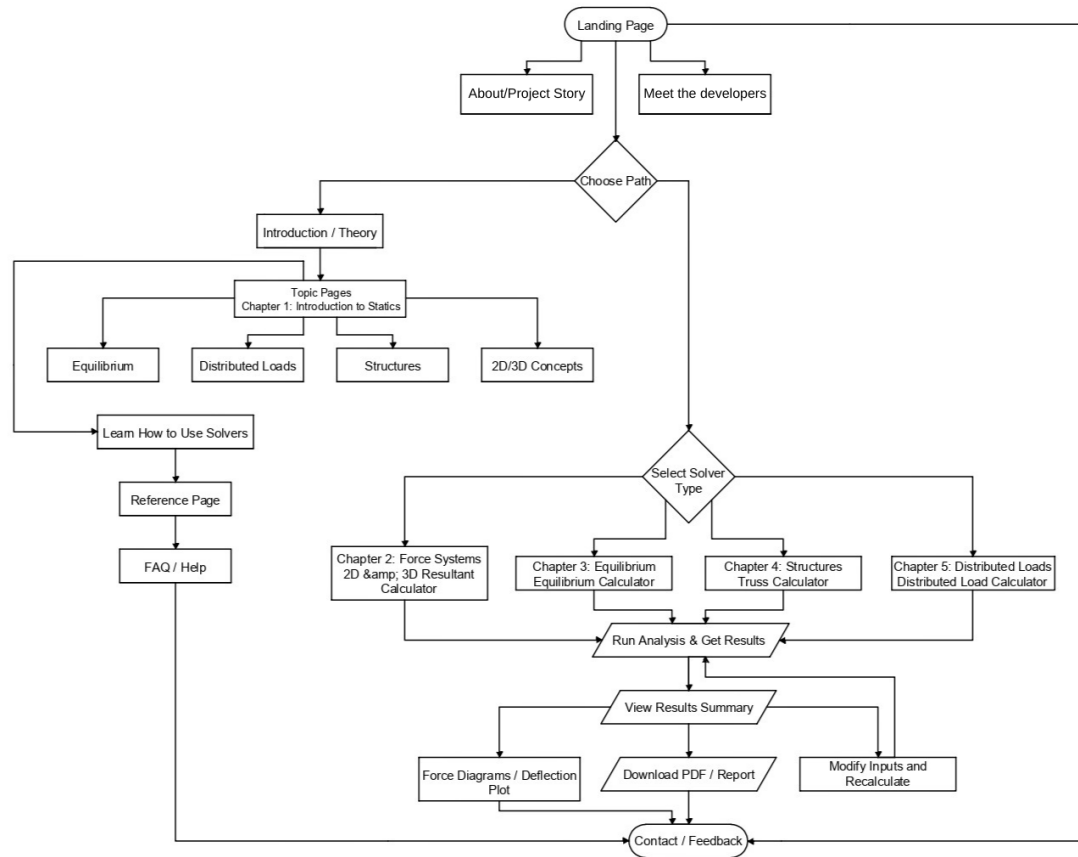 Landing Page
About/Project Story
Meet the developers
Choose Path
Introduction / Theory
Topic Pages
Chapter 1: Introduction to Statics
Equilibrium
Distributed Loads
Structures
2D/3D Concepts
Learn How to Use Solvers
Reference Page
FAQ / Help
Select Solver
Type
Chapter 2: Force Systems
2D &amp; 3D Resultant
Calculator
Chapter 3: Equilibrium
Equilibrium Calculator
Chapter 4: Structures
Truss Calculator
Chapter 5: Distributed Loads
Distributed Load Calculator
Run Analysis & Get Results
View Results Summary
Force Diagrams / Deflection
Plot
Download PDF / Report
Modify Inputs and
Recalculate
Contact / Feedback